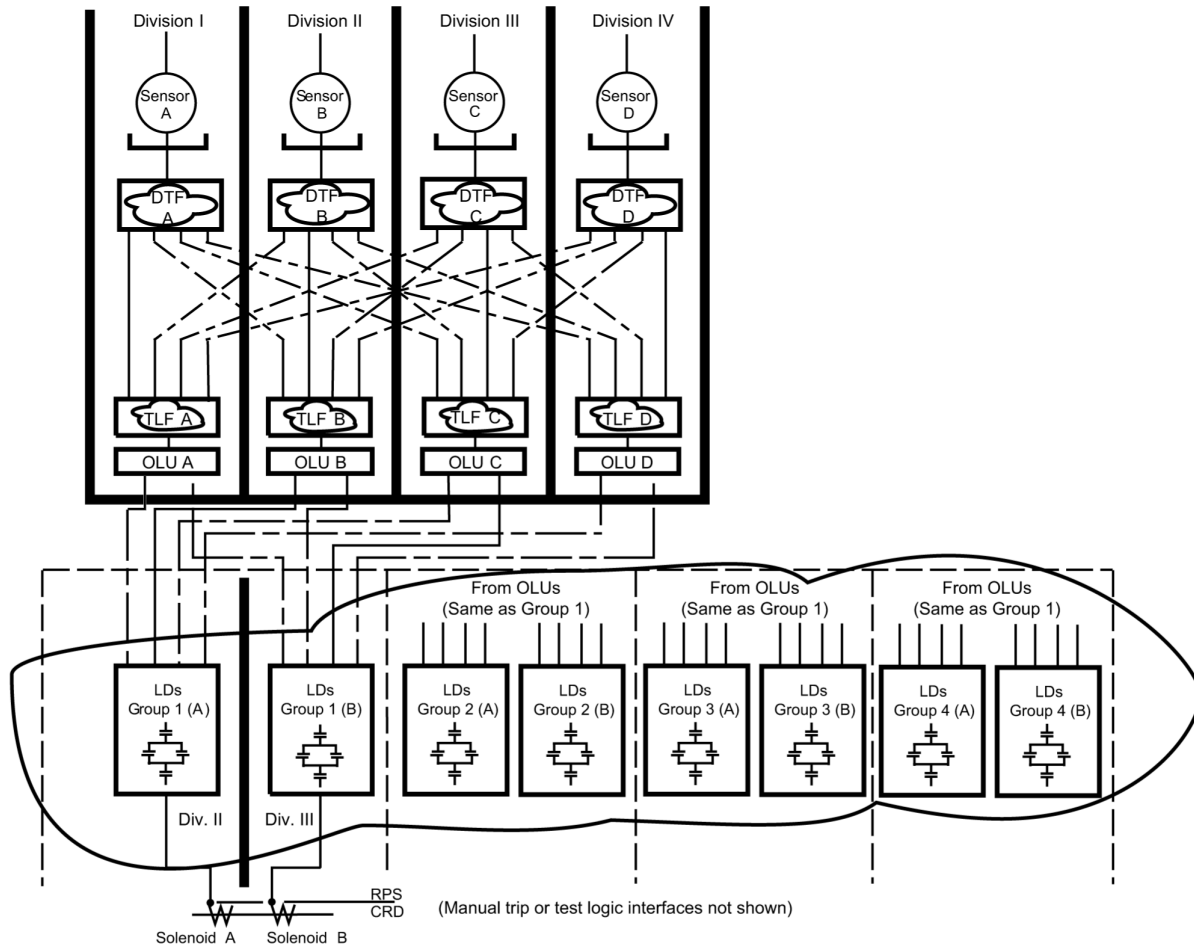 Division I
Division II
Division III
Division IV
Sensor
A
Sensor
B
Sensor
C
Sensor
D
DTF
A
DTF
B
DTF
C
DTF
D
TLF A
TLF B
TLF C
TLF D
OLU A
OLU B
OLU C
OLU D
From OLUs
(Same as Group 1)
From OLUs
(Same as Group 1)
From OLUs
(Same as Group 1)
LDs
Group 1 (A)
LDs
Group 1 (B)
LDs
Group 2 (A)
LDs
Group 2 (B)
LDs
Group 3 (A)
LDs
Group 3 (B)
LDs
Group 4 (A)
LDs
Group 4 (B)
Div. II
Div. III
RPS
CRD
(Manual trip or test logic interfaces not shown)
Solenoid A
Solenoid B